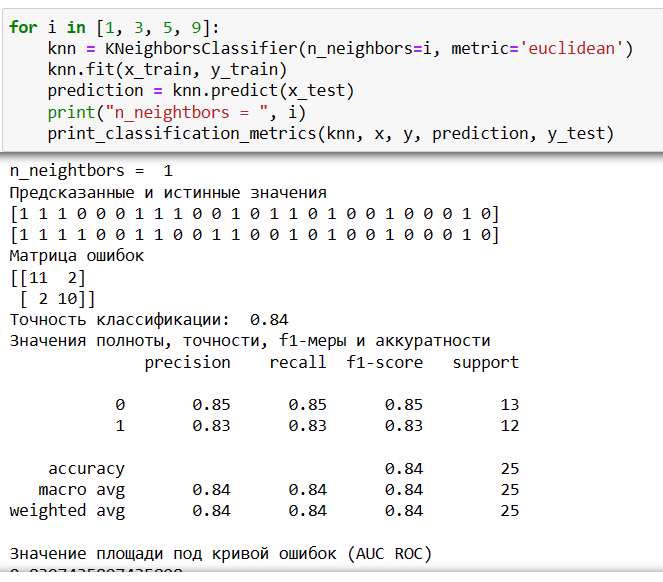 for i in [1, 3, 5, 9]:
    knn = KNeighborsClassifier(n_neighbors=i, metric='euclidean')
    knn.fit(x_train, y_train)
    prediction = knn.predict(x_test)
    print("n_neightbors = ", i)
    print_classification_metrics(knn, x, y, prediction, y_test)
n_neightbors =  1
Предсказанные и истинные значения
[1 1 1 0 0 0 1 1 1 0 0 1 0 1 1 0 1 0 0 1 0 0 0 1 0]
[1 1 1 1 0 0 1 1 0 0 1 1 0 0 1 0 1 0 0 1 0 0 0 1 0]
Матрица ошибок
[[11  2]
 [ 2 10]]
Точность классификации:  0.84
Значения полноты, точности, f1-меры и аккуратности
              precision    recall  f1-score   support
           0       0.85      0.85      0.85        13
           1       0.83      0.83      0.83        12
    accuracy                           0.84        25
   macro avg       0.84      0.84      0.84        25
weighted avg       0.84      0.84      0.84        25
Значение площади под кривой ошибок (AUC ROC)